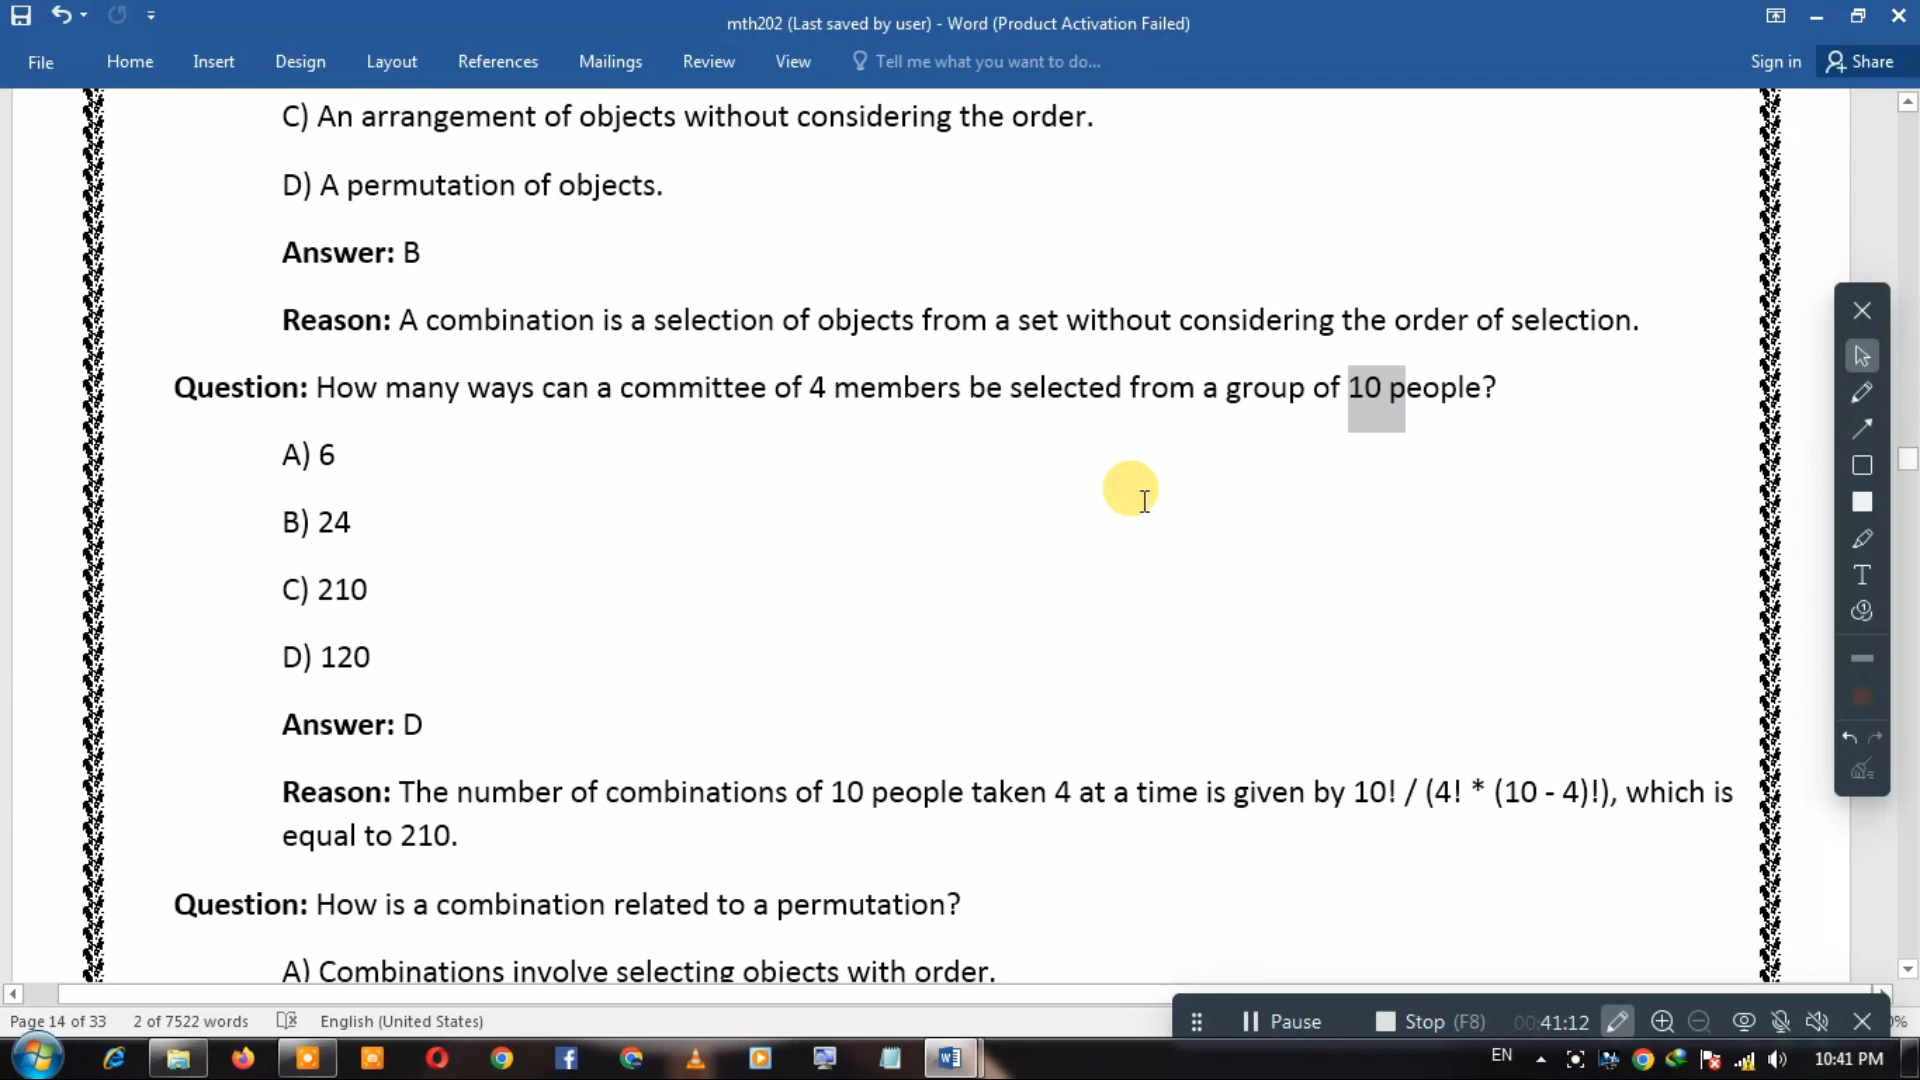 mth202 (Last saved by user) - Word (Product Activation Failed)
File Home Insert Design Layout References Mailings Review View Tell me what you want to do... Sign in Share
C) An arrangement of objects without considering the order.
D) A permutation of objects.
Answer: B
Reason: A combination is a selection of objects from a set without considering the order of selection.
Question: How many ways can a committee of 4 members be selected from a group of 10 people?
A) 6
B) 24
C) 210
D) 120
Answer: D
Reason: The number of combinations of 10 people taken 4 at a time is given by 10! / (4! * (10 - 4)!), which is
equal to 210.
Question: How is a combination related to a permutation?
A) Combinations involve selecting objects with order.
Page 14 of 33 2 of 7522 words English (United States) Pause Stop (F8) 00:41:12 0%
EN 10:41 PM